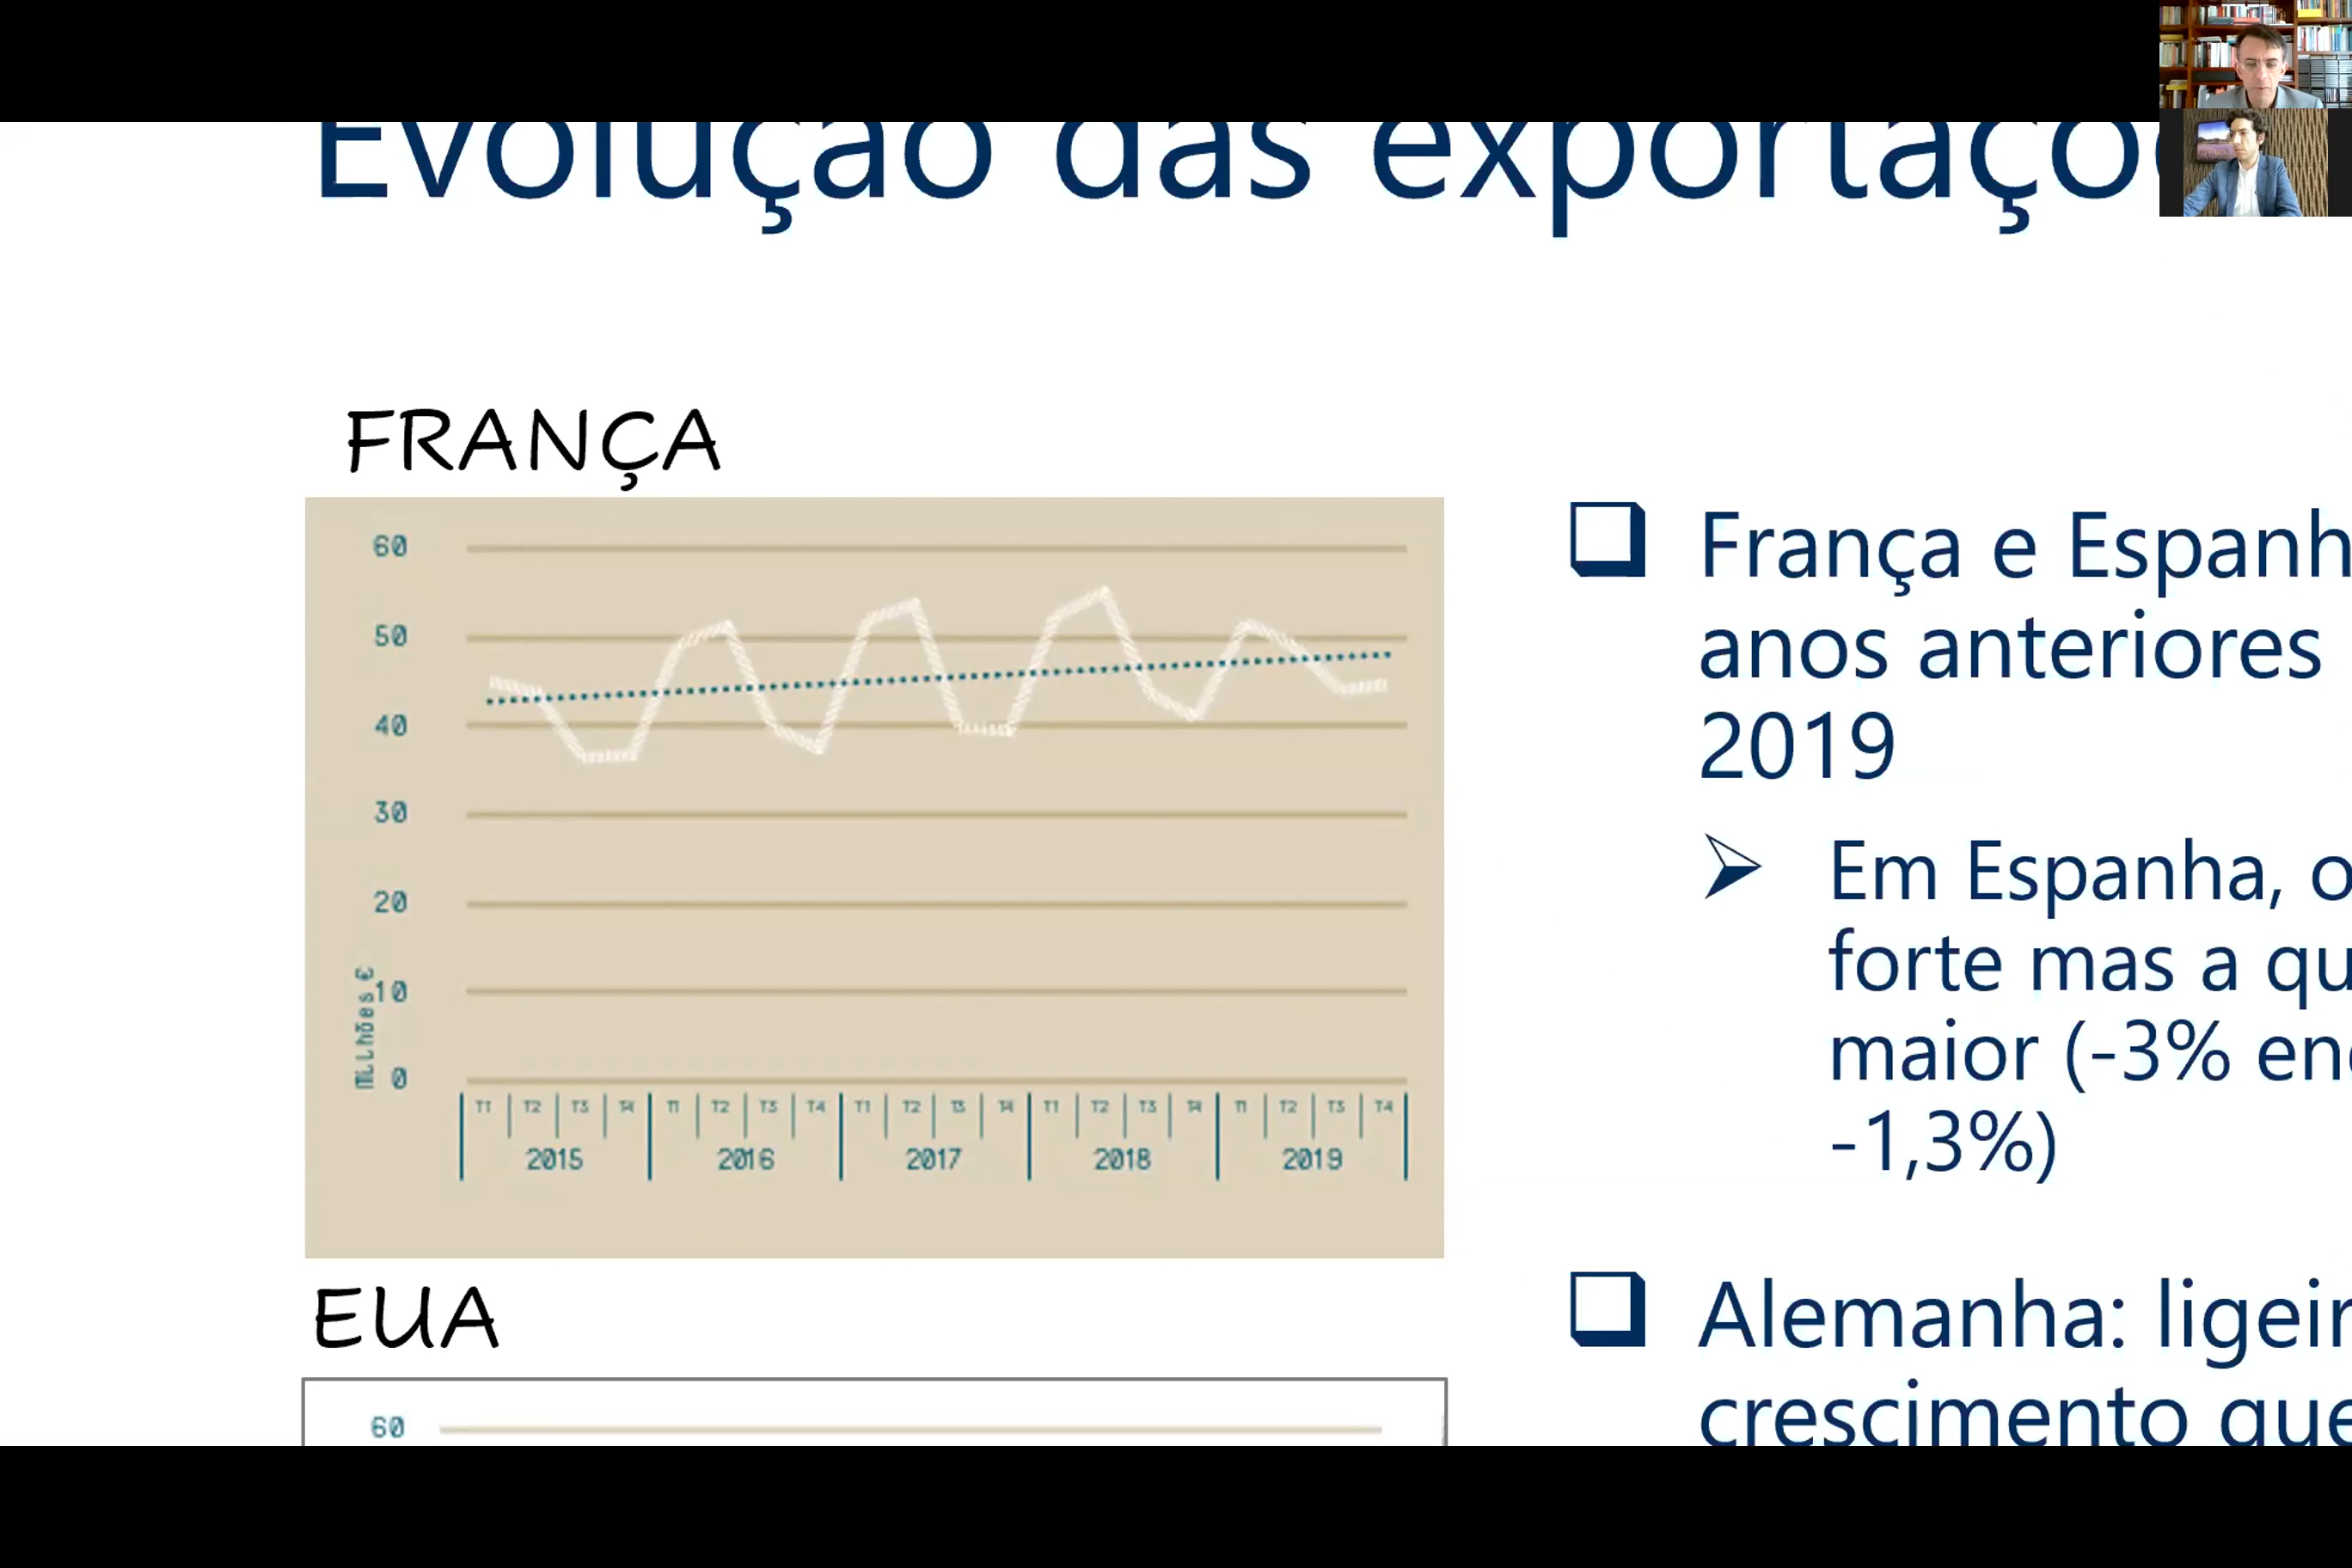 Evolução das exportaçõ
FRANÇA
60
50
40
30
20
10
0
milhões €
T1 T2 T3 T4 T1 T2 T3 T4 T1 T2 T3 T4 T1 T2 T3 T4 T1 T2 T3 T4
2015 2016 2017 2018 2019
França e Espanh
anos anteriores
2019
Em Espanha, o
forte mas a qu
maior (-3% en
-1,3%)
EUA
60
Alemanha: ligeir
crescimento que